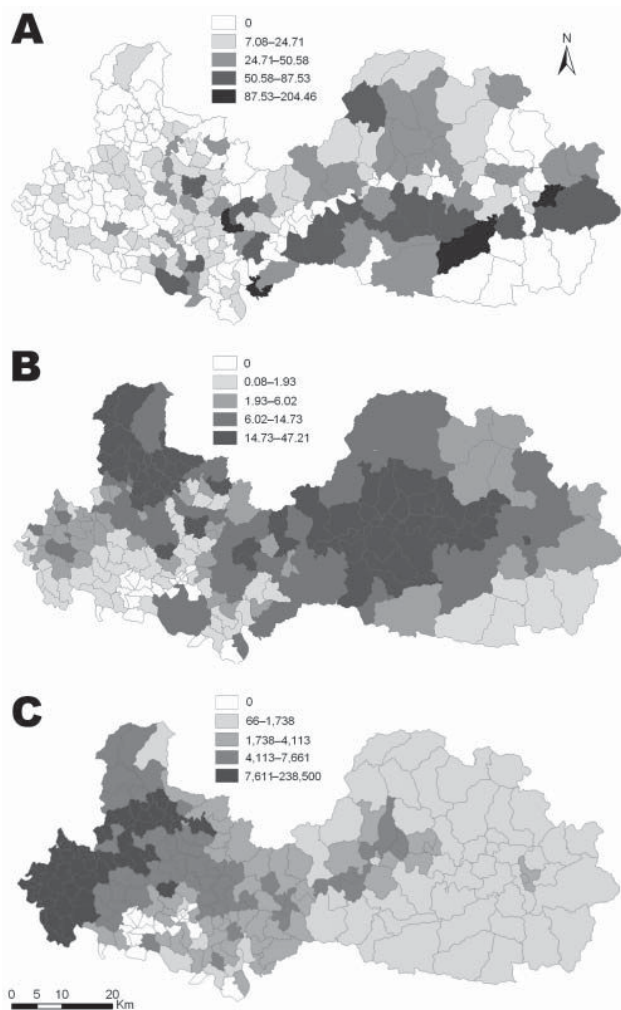 A
0
7.08–24.71
24.71–50.58
50.58–87.53
87.53–204.46
N
B
0
0.08–1.93
1.93–6.02
6.02–14.73
14.73–47.21
C
0
66–1,738
1,738–4,113
4,113–7,661
7,611–238,500
0 5 10 20
Km